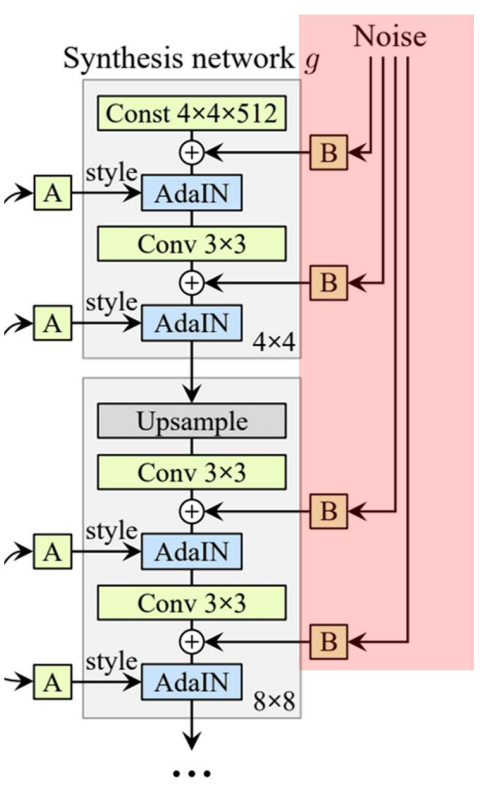 Noise
Synthesis network g
Const 4×4×512
B
style
A
AdaIN
Conv 3×3
B
style
A
AdaIN
4×4
Upsample
Conv 3×3
B
style
A
AdaIN
Conv 3×3
B
style
A
AdaIN
8×8
...